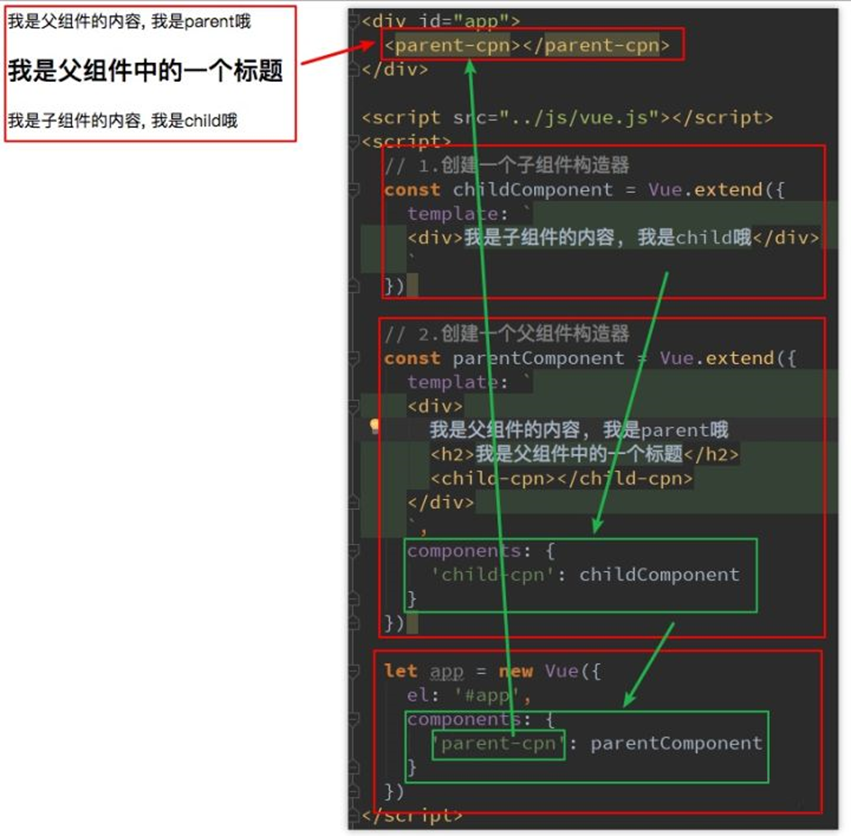 我是父组件的内容, 我是parent哦
我是父组件中的一个标题
我是子组件的内容, 我是child哦
<div id="app">
<parent-cpn></parent-cpn>
</div>
<script src="../js/vue.js"></script>
<script>
// 1.创建一个子组件构造器
const childComponent = Vue.extend({
template: `
<div>我是子组件的内容, 我是child哦</div>
`
})
// 2.创建一个父组件构造器
const parentComponent = Vue.extend({
template: `
<div>
我是父组件的内容, 我是parent哦
<h2>我是父组件中的一个标题</h2>
<child-cpn></child-cpn>
</div>
`,
components: {
'child-cpn': childComponent
}
})
let app = new Vue({
el: '#app',
components: {
'parent-cpn': parentComponent
}
})
</script>